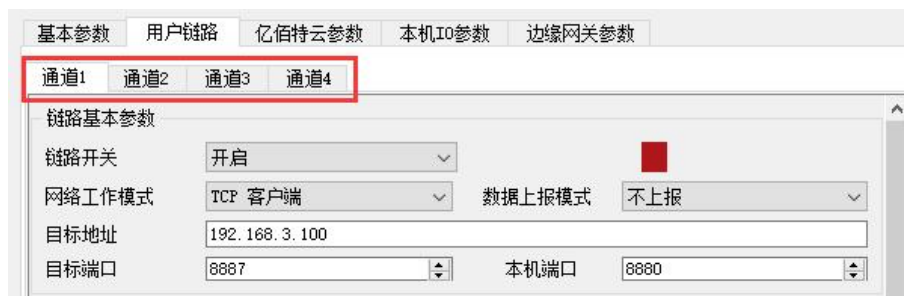 基本参数 用户链路 亿佰特云参数 本机IO参数 边缘网关参数
通道1 通道2 通道3 通道4
链路基本参数
链路开关 开启
网络工作模式 TCP 客户端 数据上报模式 不上报
目标地址 192.168.3.100
目标端口 8887 本机端口 8880